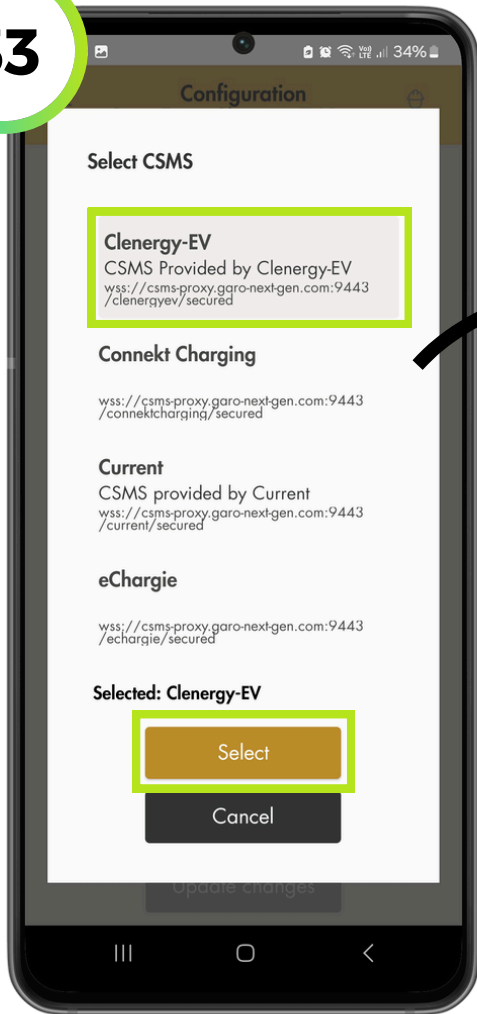 33
Vo))
LTE
34%
Configuration
Select CSMS
Clenergy-EV
CSMS Provided by Clenergy-EV
wss://csms-proxy.garo-next-gen.com:9443
/clenergyev/secured
Connekt Charging
wss://csms-proxy.garo-next-gen.com:9443
/connektcharging/secured
Current
CSMS provided by Current
wss://csms-proxy.garo-next-gen.com:9443
/current/secured
eChargie
wss://csms-proxy.garo-next-gen.com:9443
/echargie/secured
Selected: Clenergy-EV
Select
Cancel
Update changes